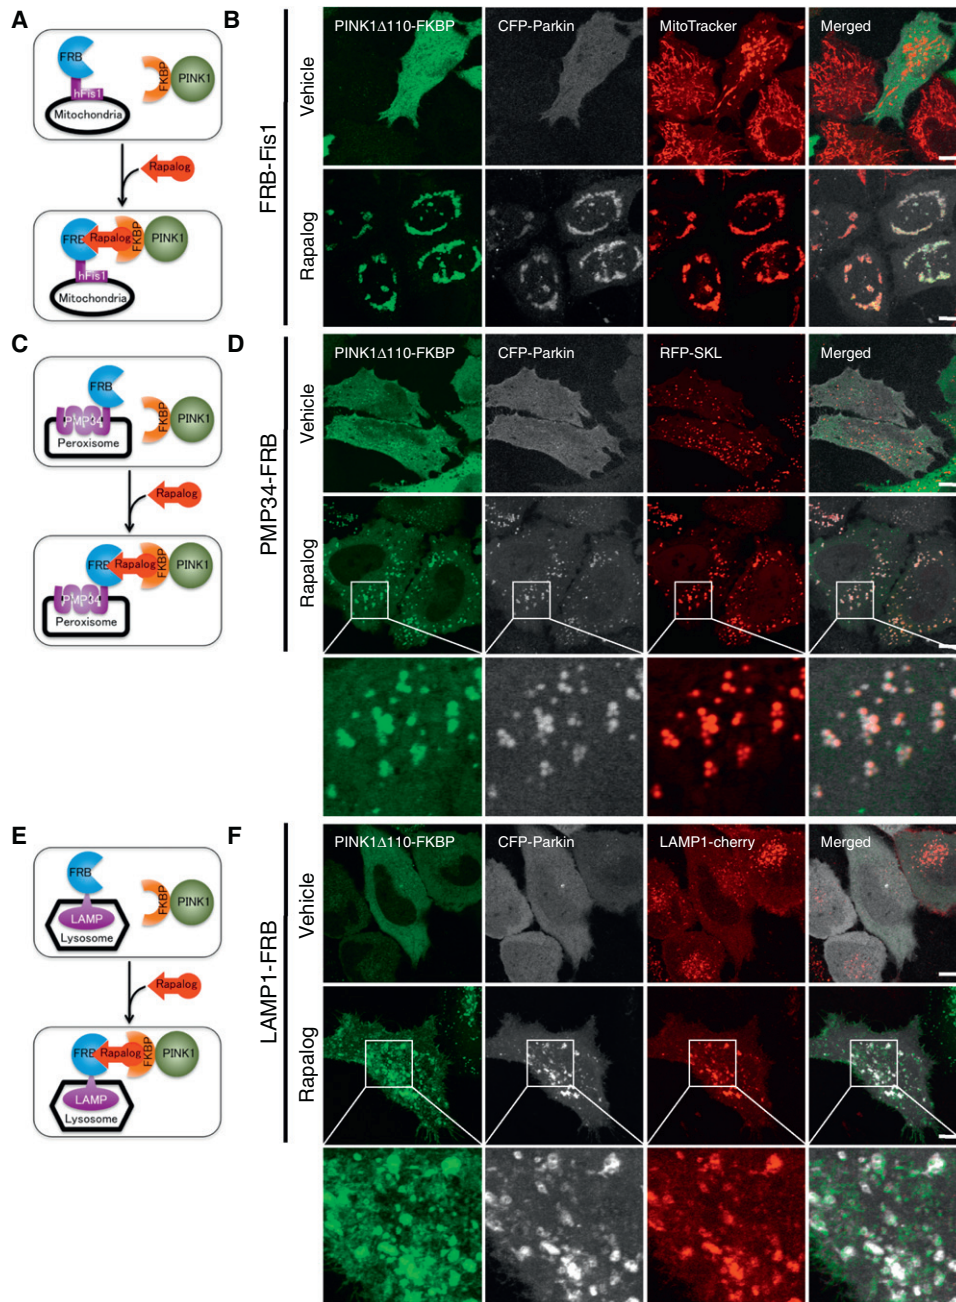 A
FRB
FKBP
PINK1
hFis1
Mitochondria
Rapalog
FRB
Rapalog
FKBP
PINK1
hFis1
Mitochondria
B
PINK1Δ110-FKBP
CFP-Parkin
MitoTracker
Merged
FRB-Fis1
Vehicle
Rapalog
C
FRB
FKBP
PINK1
PMP34
Peroxisome
Rapalog
FRB
Rapalog
FKBP
PINK1
PMP34
Peroxisome
D
PINK1Δ110-FKBP
CFP-Parkin
RFP-SKL
Merged
PMP34-FRB
Vehicle
Rapalog
E
FRB
FKBP
PINK1
LAMP
Lysosome
Rapalog
FRB
Rapalog
FKBP
PINK1
LAMP
Lysosome
F
PINK1Δ110-FKBP
CFP-Parkin
LAMP1-cherry
Merged
LAMP1-FRB
Vehicle
Rapalog